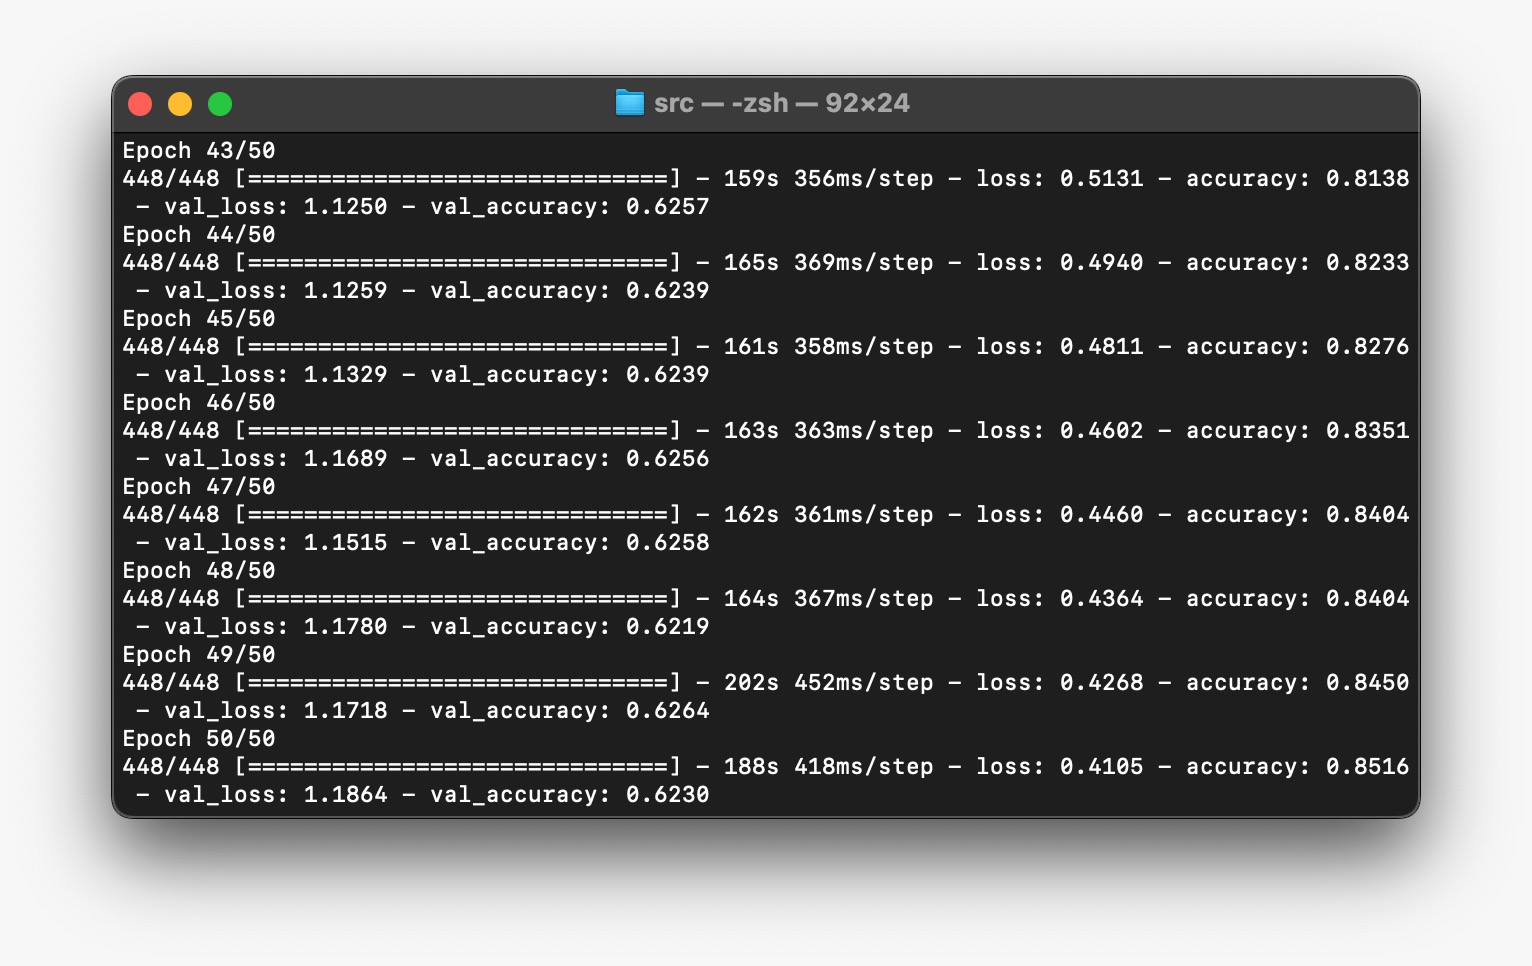 src — -zsh — 92×24
Epoch 43/50
448/448 [==============================] - 159s 356ms/step - loss: 0.5131 - accuracy: 0.8138
 - val_loss: 1.1250 - val_accuracy: 0.6257
Epoch 44/50
448/448 [==============================] - 165s 369ms/step - loss: 0.4940 - accuracy: 0.8233
 - val_loss: 1.1259 - val_accuracy: 0.6239
Epoch 45/50
448/448 [==============================] - 161s 358ms/step - loss: 0.4811 - accuracy: 0.8276
 - val_loss: 1.1329 - val_accuracy: 0.6239
Epoch 46/50
448/448 [==============================] - 163s 363ms/step - loss: 0.4602 - accuracy: 0.8351
 - val_loss: 1.1689 - val_accuracy: 0.6256
Epoch 47/50
448/448 [==============================] - 162s 361ms/step - loss: 0.4460 - accuracy: 0.8404
 - val_loss: 1.1515 - val_accuracy: 0.6258
Epoch 48/50
448/448 [==============================] - 164s 367ms/step - loss: 0.4364 - accuracy: 0.8404
 - val_loss: 1.1780 - val_accuracy: 0.6219
Epoch 49/50
448/448 [==============================] - 202s 452ms/step - loss: 0.4268 - accuracy: 0.8450
 - val_loss: 1.1718 - val_accuracy: 0.6264
Epoch 50/50
448/448 [==============================] - 188s 418ms/step - loss: 0.4105 - accuracy: 0.8516
 - val_loss: 1.1864 - val_accuracy: 0.6230